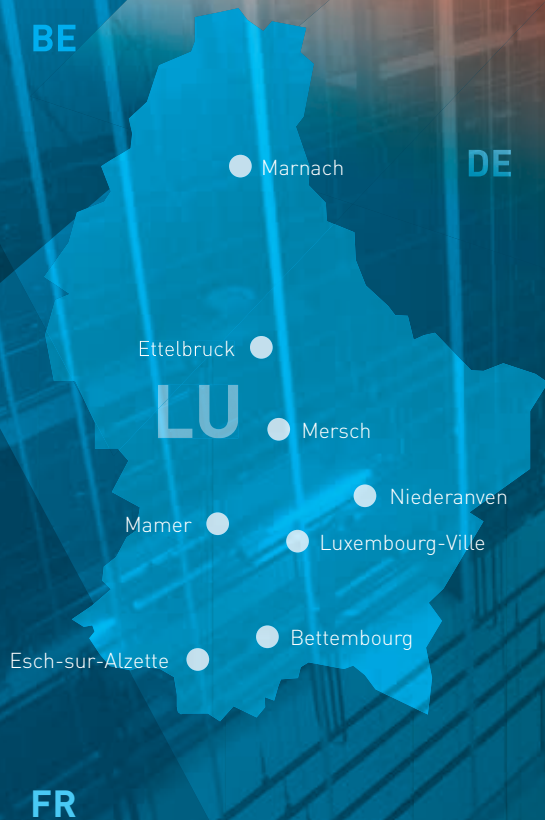 BE
DE
Marnach
Ettelbruck
LU
Mersch
Niederanven
Mamer
Luxembourg-Ville
Bettembourg
Esch-sur-Alzette
FR